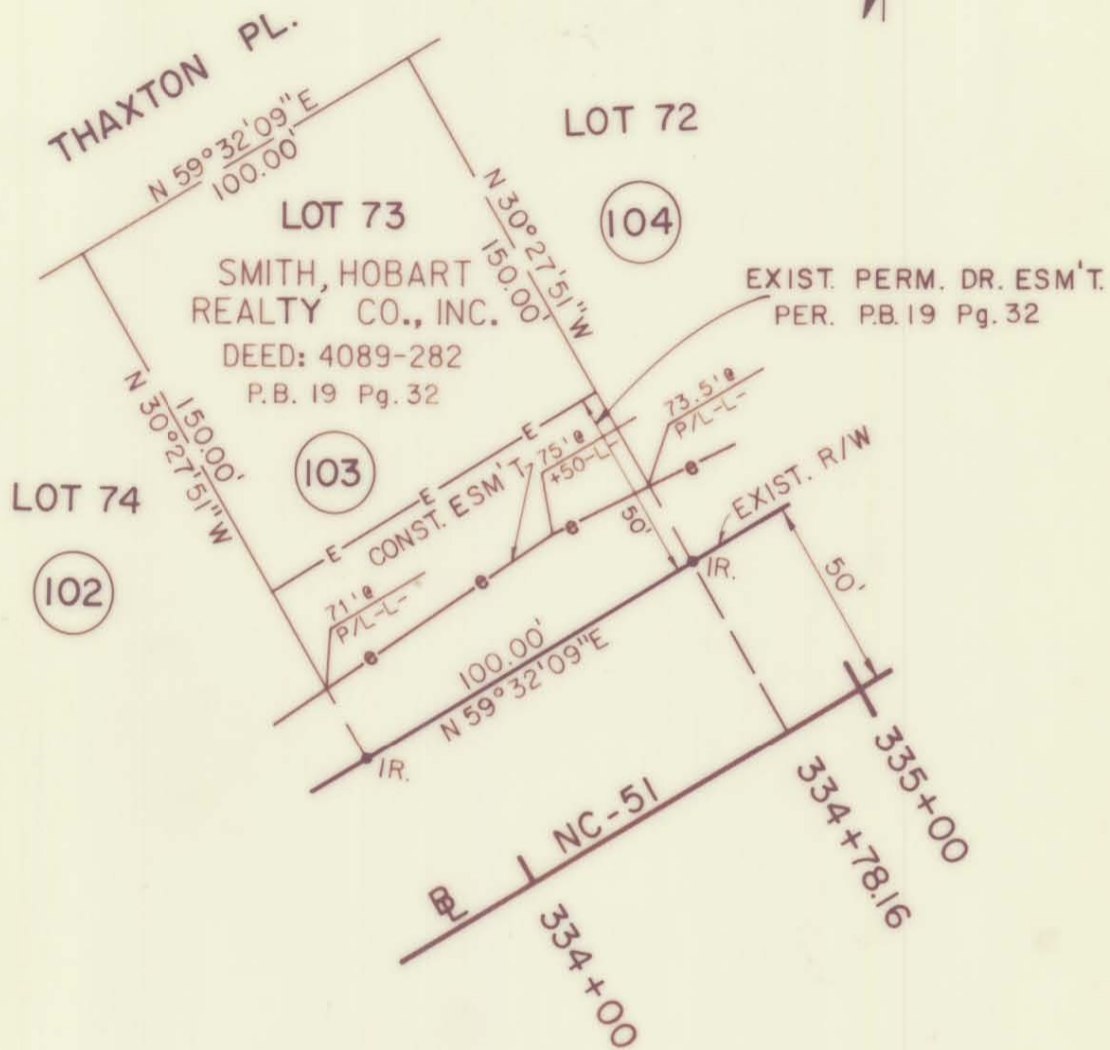 THAXTON PL.
N 59°32'09"E
100.00'
LOT 72
104
LOT 73
SMITH, HOBART
REALTY CO., INC.
DEED: 4089-282
P.B. 19 Pg. 32
103
N 30°27'51"W
150.00'
EXIST. PERM. DR. ESM'T.
PER. P.B. 19 Pg. 32
150.00'
N 30°27'51"W
LOT 74
102
E
E
E
CONST. ESM'T.
75'@
+50-L-
73.5'@
P/L-L-
71'@
P/L-L-
50'
EXIST. R/W
IR.
50'
100.00'
N 59°32'09"E
IR.
NC-51
BL
334+00
334+78.16
335+00